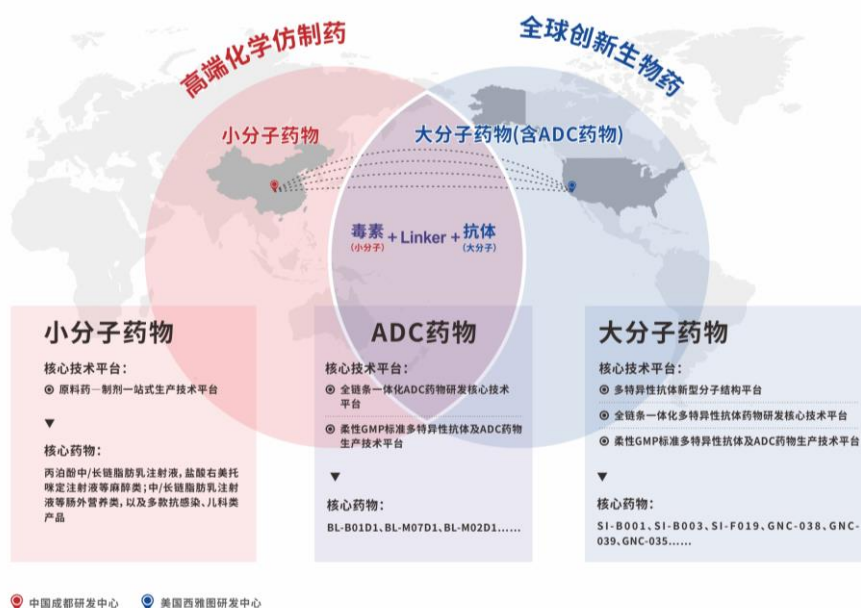 高端化学仿制药
全球创新生物药
小分子药物
大分子药物(含ADC药物)
毒素 + Linker + 抗体
(小分子)
(大分子)
小分子药物
核心技术平台：
原料药—制剂一站式生产技术平台
▼
核心药物：
丙泊酚中/长链脂肪乳注射液，盐酸右美托
咪定注射液等麻醉类；中/长链脂肪乳注射
液等肠外营养类，以及多款抗感染、儿科类
产品
ADC药物
核心技术平台：
全链条一体化ADC药物研发核心技术
平台
柔性GMP标准多特异性抗体及ADC药物
生产技术平台
▼
核心药物：
BL-B01D1、BL-M07D1、BL-M02D1……
大分子药物
核心技术平台：
多特异性抗体新型分子结构平台
全链条一体化多特异性抗体药物研发核心技术平台
柔性GMP标准多特异性抗体及ADC药物生产技术平台
▼
核心药物：
SI-B001、SI-B003、SI-F019、GNC-038、GNC-
039、GNC-035……
中国成都研发中心
美国西雅图研发中心